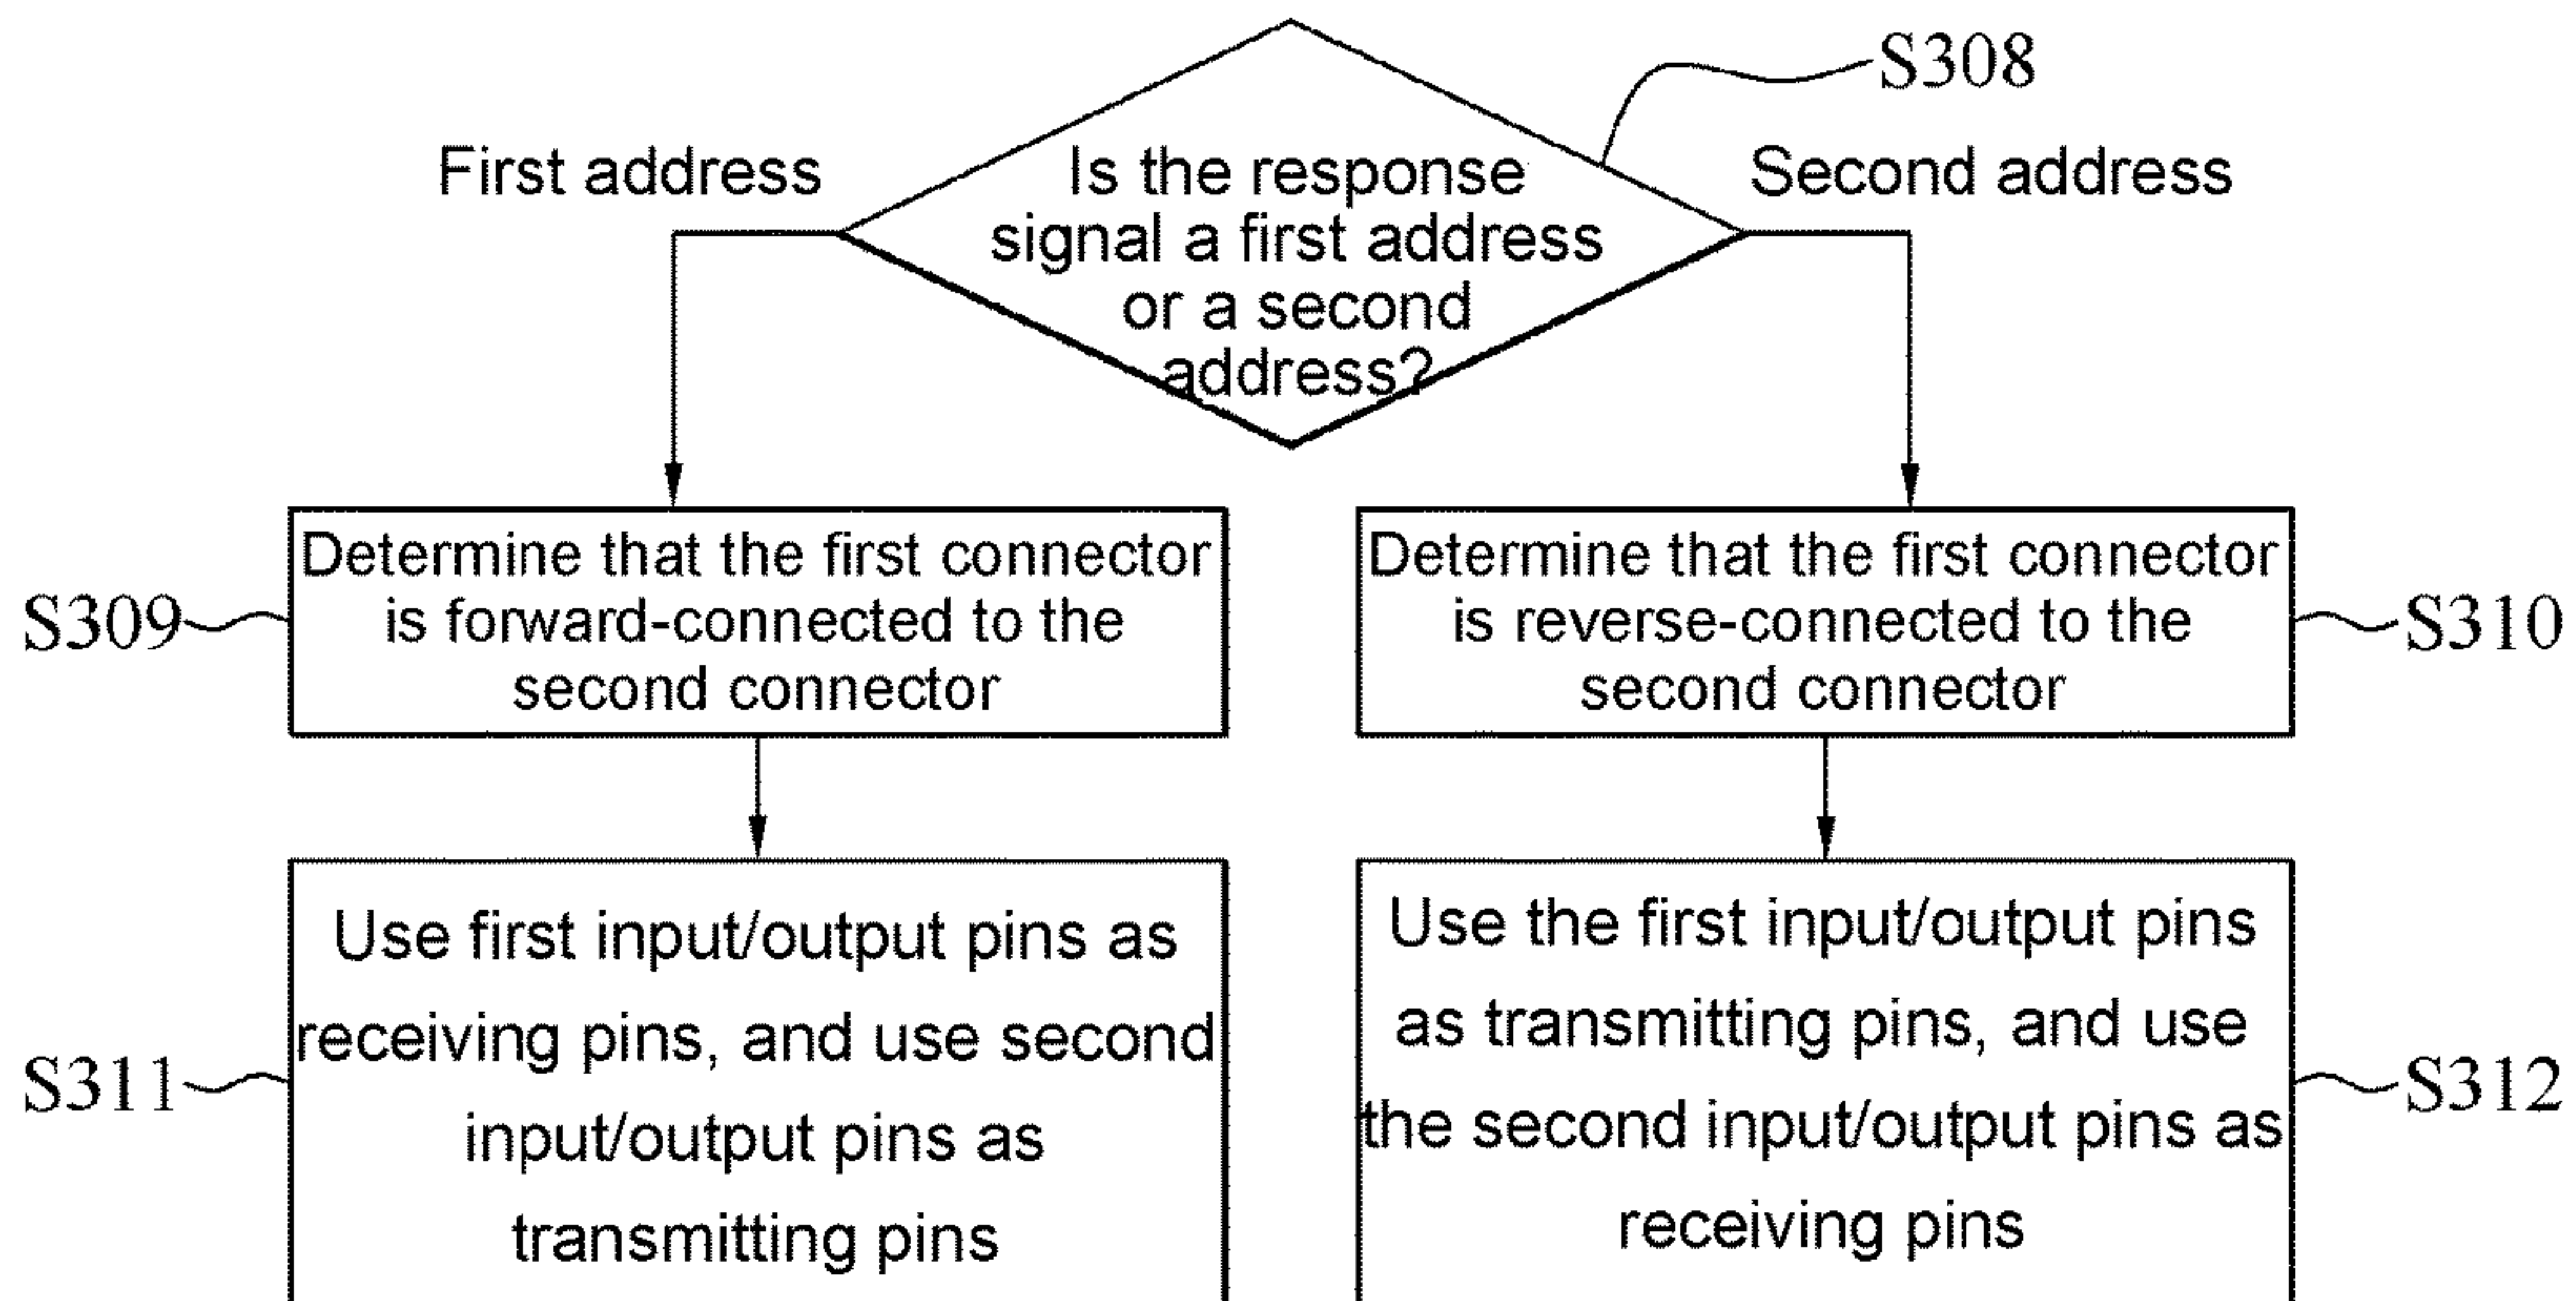 S308
First address
Is the response
signal a first address
or a second
address?
Second address
S309
Determine that the first connector
is forward-connected to the
second connector
Determine that the first connector
is reverse-connected to the
second connector
S310
S311
Use first input/output pins as
receiving pins, and use second
input/output pins as
transmitting pins
Use the first input/output pins
as transmitting pins, and use
the second input/output pins as
receiving pins
S312